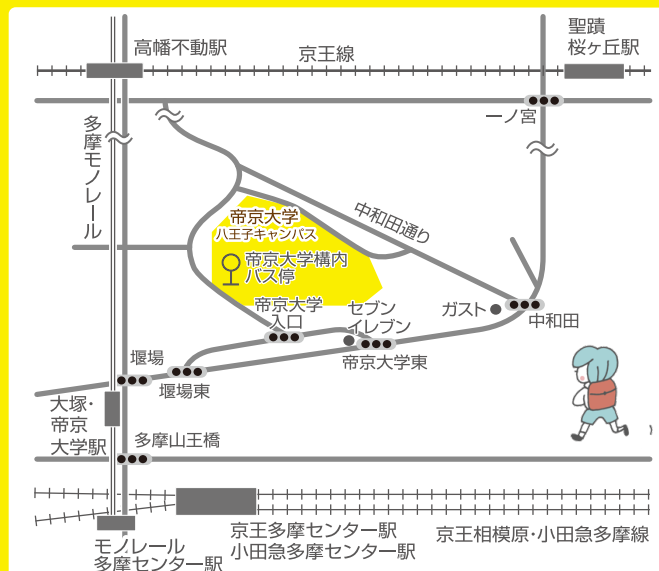 聖蹟
桜ヶ丘駅
高幡不動駅
京王線
一ノ宮
多摩モノレール
帝京大学
八王子キャンパス
中和田通り
帝京大学構内
バス停
帝京大学
入口
セブン
イレブン
ガスト
中和田
堰場
帝京大学東
堰場東
大塚・
帝京
大学駅
多摩山王橋
京王多摩センター駅
小田急多摩センター駅
京王相模原・小田急多摩線
モノレール
多摩センター駅